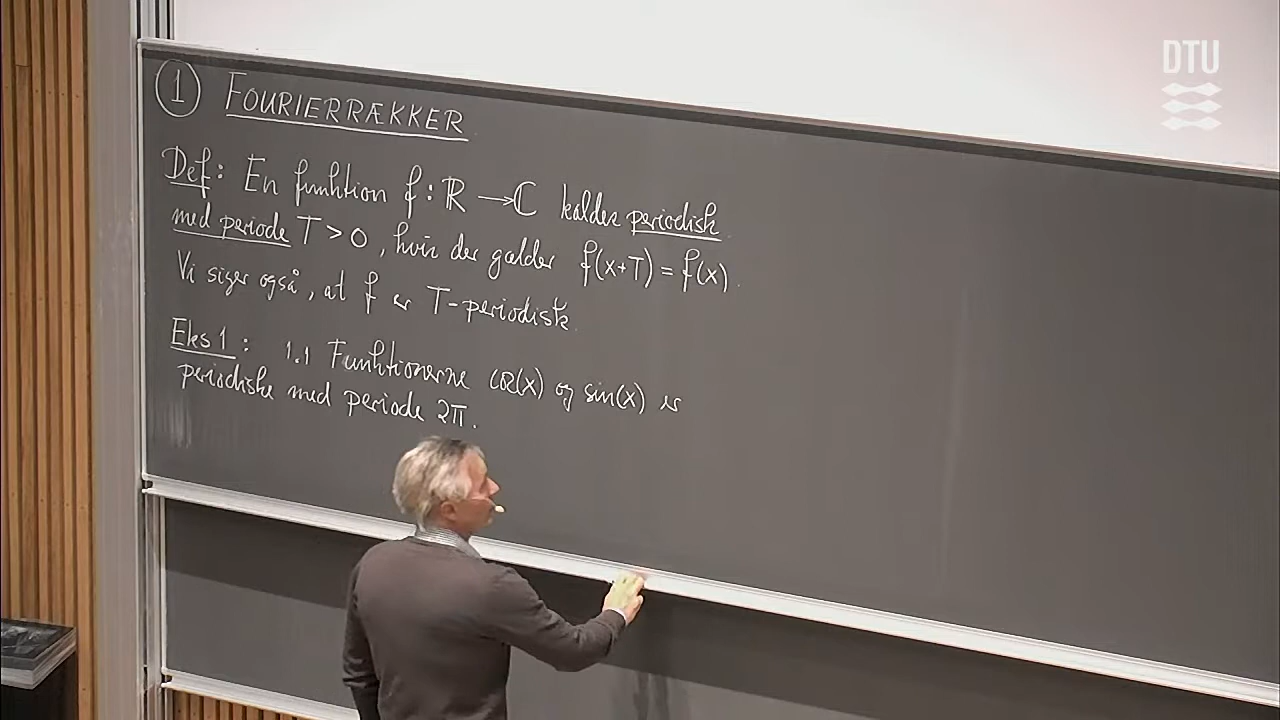 DTU
1 FOURIERRÆKKER
Def: En funktion f: ℝ → ℂ kaldes periodisk
med periode T > 0, hvis der gælder f(x+T) = f(x).
Vi siger også, at f er T-periodisk.
Eks 1: 1.1 Funktionerne cos(x) og sin(x) er
periodiske med periode 2π.